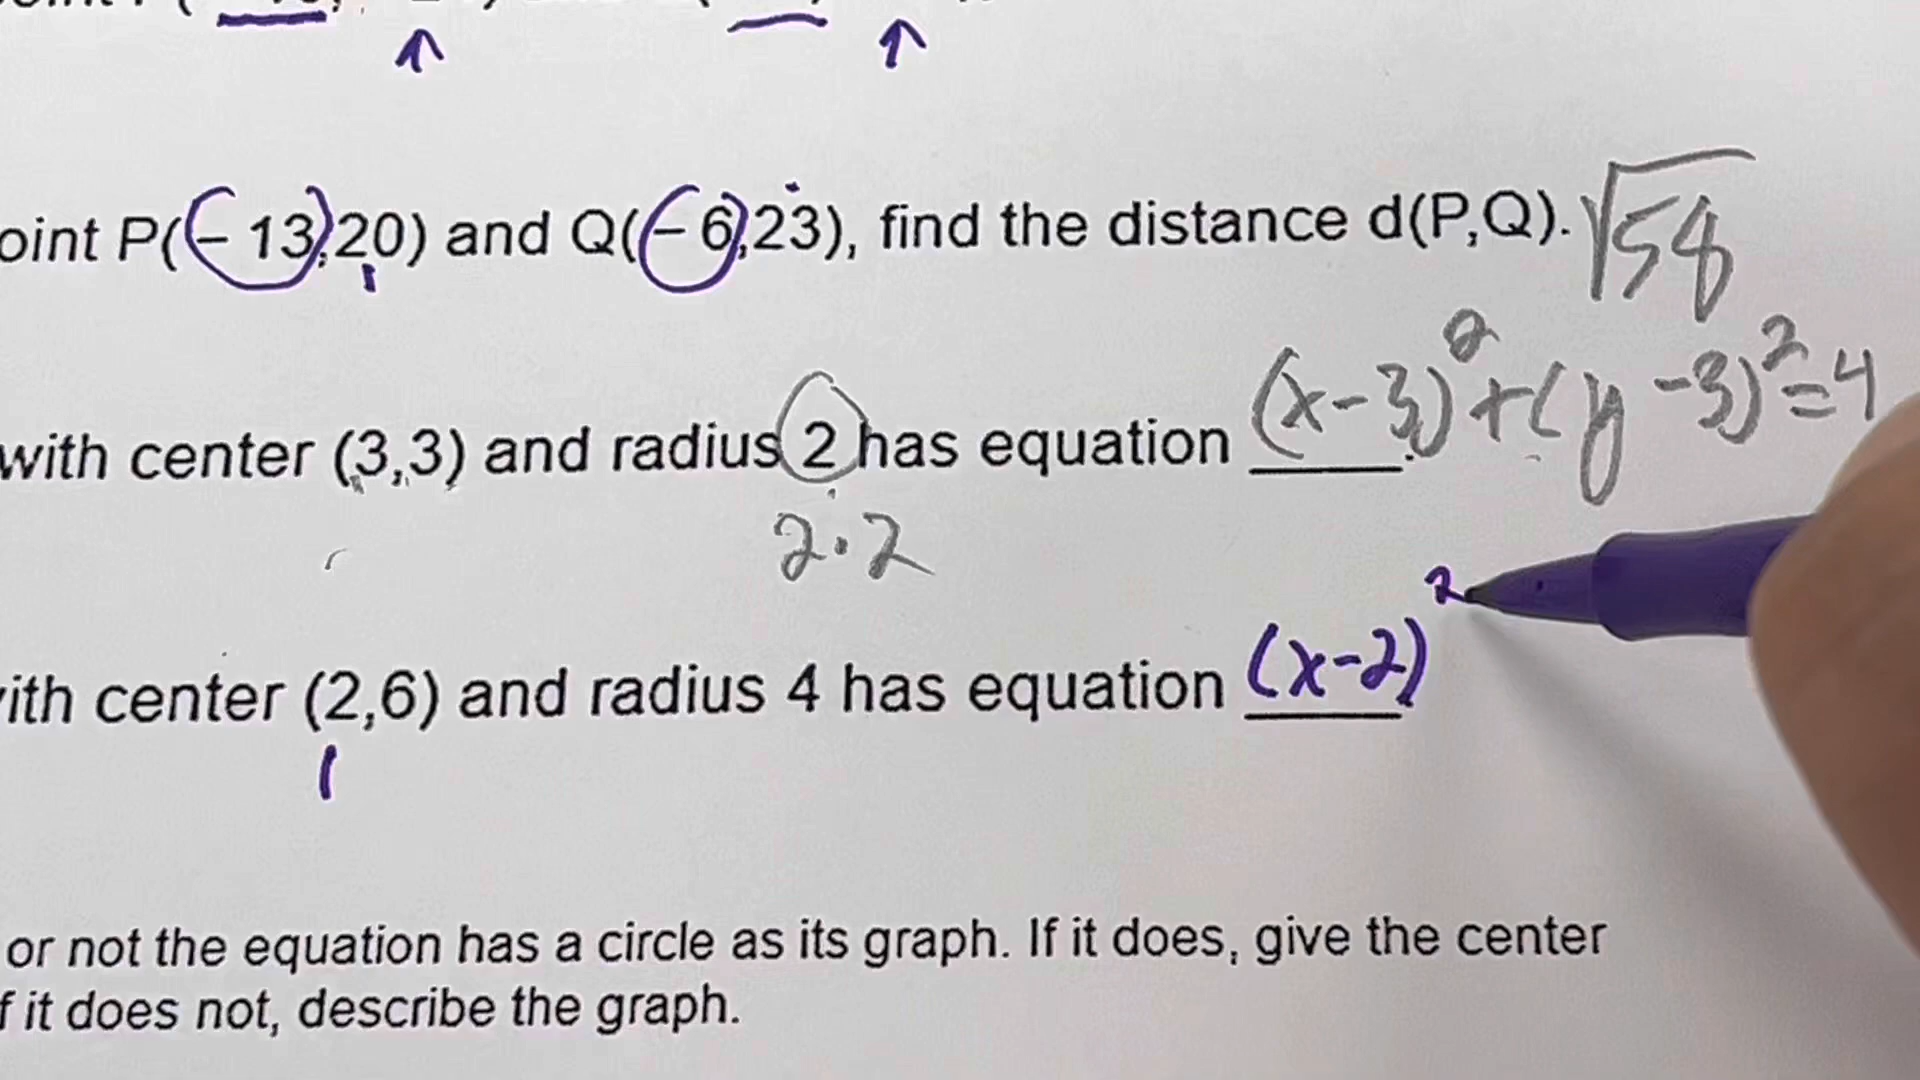 oint P(-13,20) and Q(-6,23), find the distance d(P,Q). √58
with center (3,3) and radius 2 has equation (x-3)²+(y-3)²=4
2·2
ith center (2,6) and radius 4 has equation (x-2)²
or not the equation has a circle as its graph. If it does, give the center
f it does not, describe the graph.